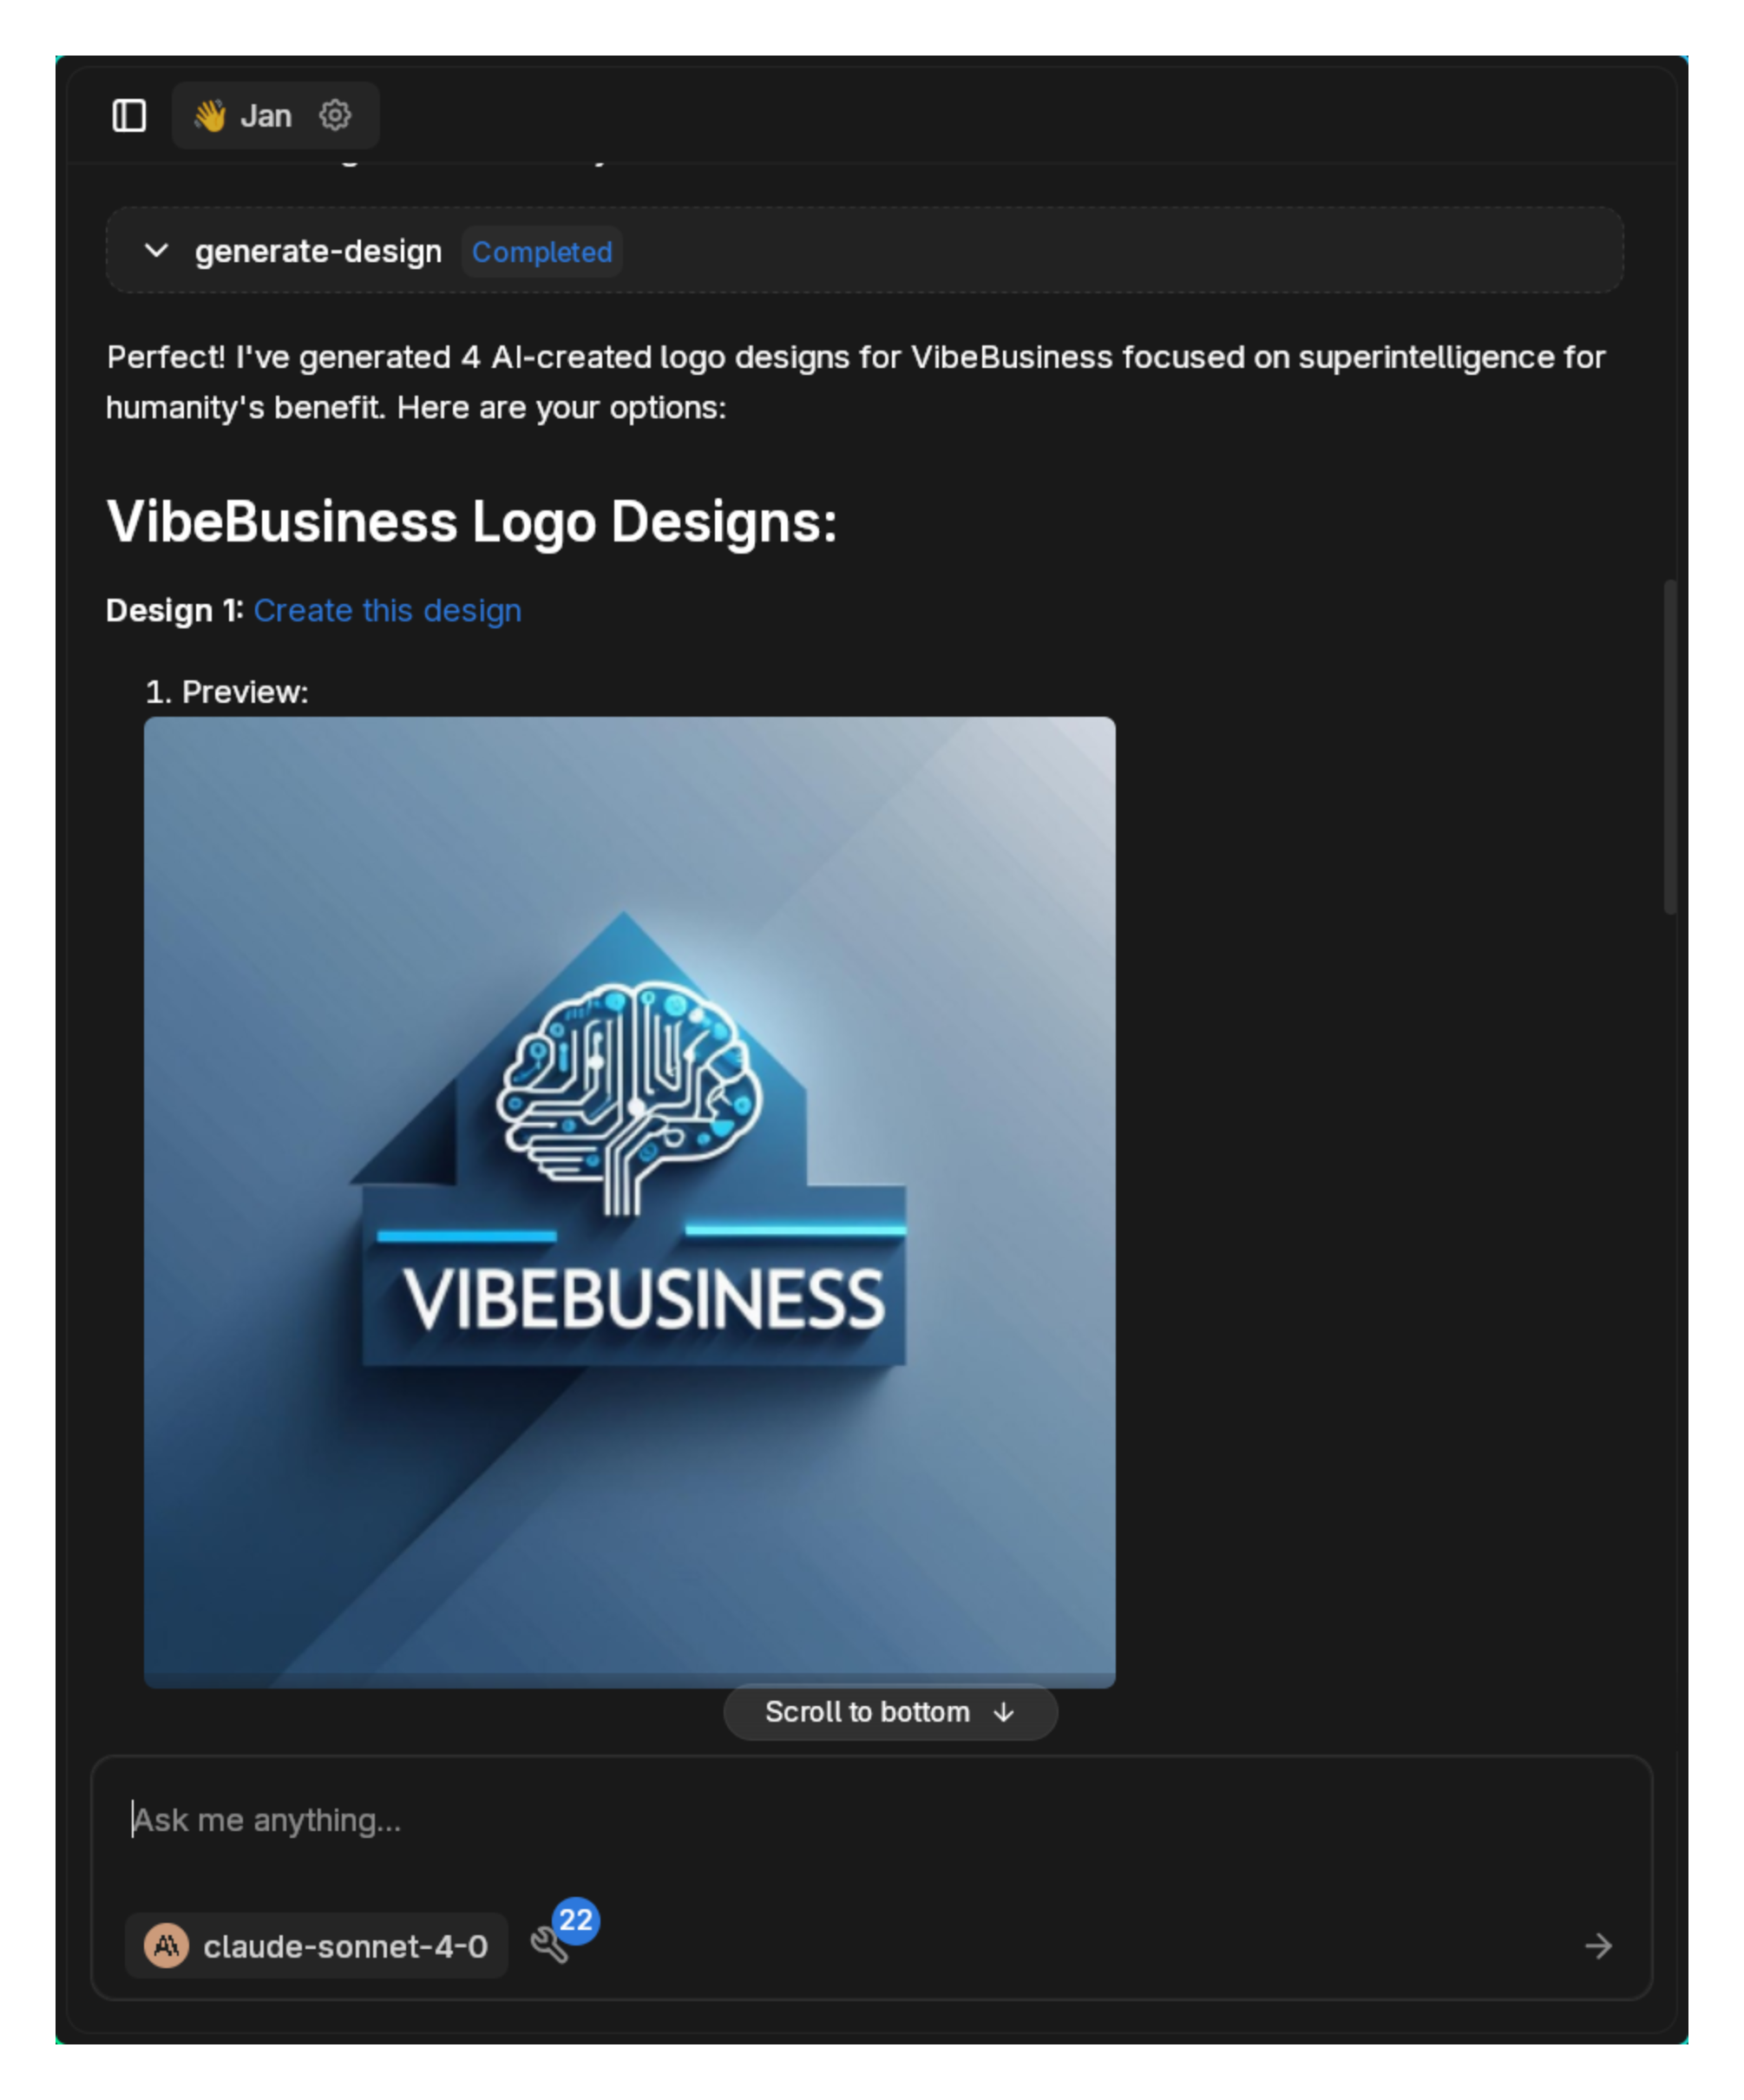 👋 Jan
generate-design Completed
Perfect! I've generated 4 AI-created logo designs for VibeBusiness focused on superintelligence for
humanity's benefit. Here are your options:
VibeBusiness Logo Designs:
Design 1: Create this design
1. Preview:
VIBEBUSINESS
Scroll to bottom ↓
Ask me anything...
claude-sonnet-4-0 22